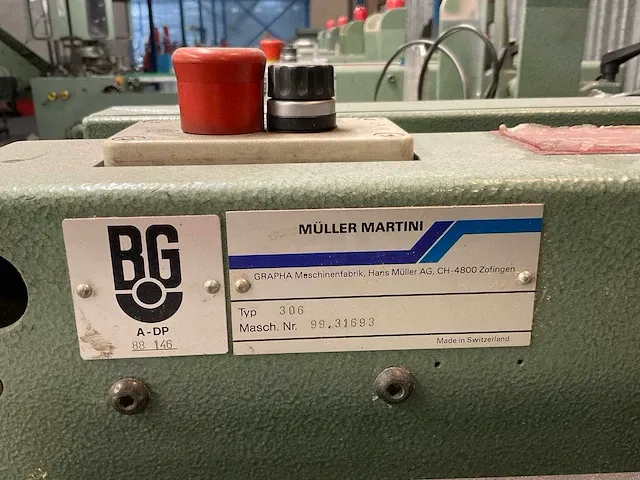 BG
A-DP
88 146
MÜLLER MARTINI
GRAPHA Maschinenfabrik, Hans Müller AG, CH-4800 Zofingen
Typ 306
Masch. Nr. 99.31693
Made in Switzerland